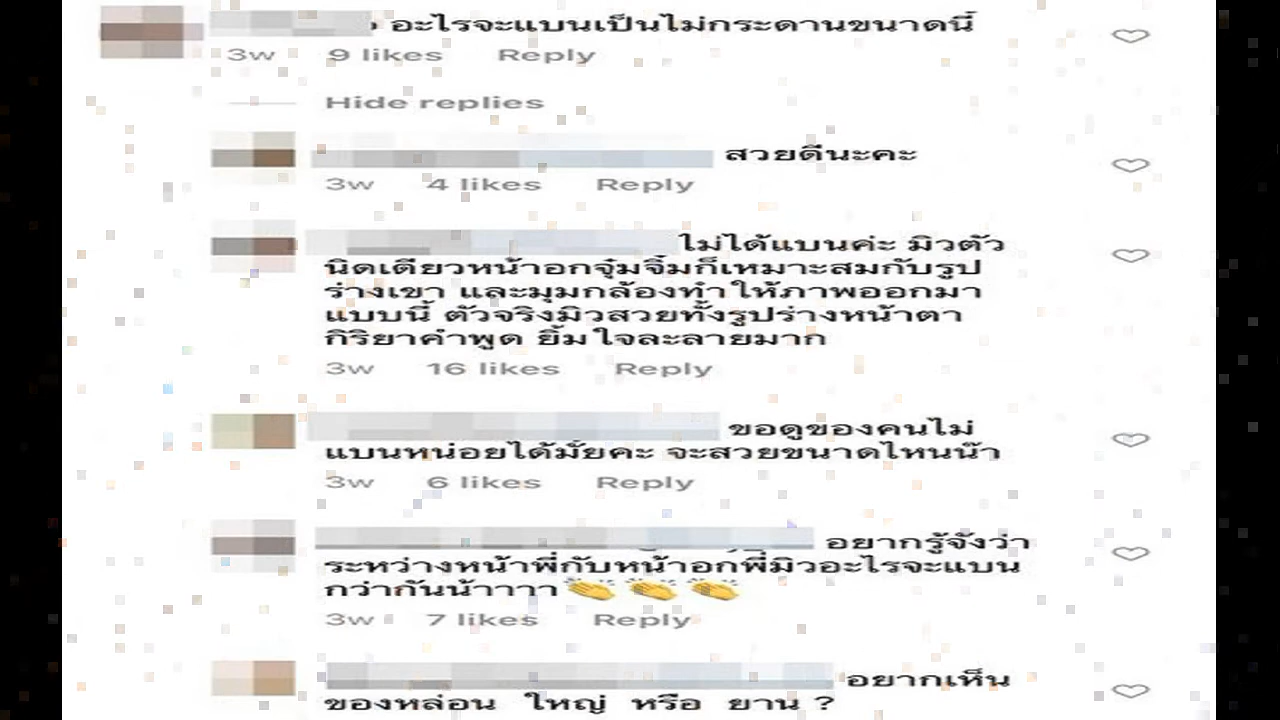 อะไรจะแบนเป็นไม้กระดานขนาดนี้
3w 9 likes Reply
Hide replies
สวยดีนะคะ
3w 4 likes Reply
ไม่ได้แบนค่ะ มิวตัว
นิดเดียวหน้าอกจุ๋มจิ๋มก็เหมาะสมกับรูป
ร่างเขา และมุมกล้องทำให้ภาพออกมา
แบบนี้ ตัวจริงมิวสวยทั้งรูปร่างหน้าตา
กิริยาคำพูด ยิ้มใจละลายมาก
3w 16 likes Reply
ขอดูของคนไม่
แบนหน่อยได้มั้ยคะ จะสวยขนาดไหนน๊า
3w 6 likes Reply
อยากรู้จังว่า
ระหว่างหน้าพี่กับหน้าอกพี่มิวอะไรจะแบน
กว่ากันน้าาาา 👏 👏 👏
3w 7 likes Reply
อยากเห็น
ของหล่อน ใหญ่ หรือ ยาน ?